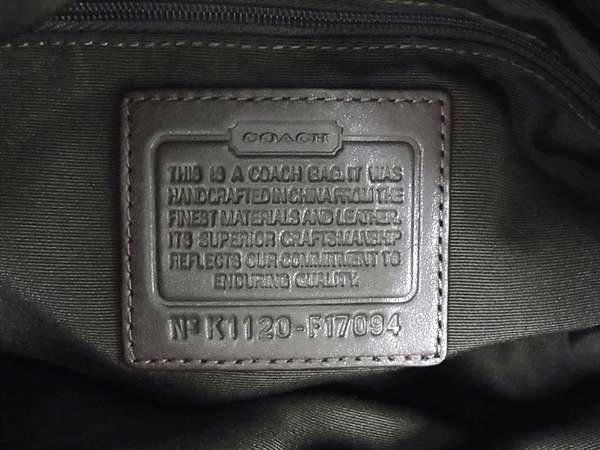 COACH
THIS IS A COACH BAG. IT WAS
HANDCRAFTED IN CHINA FROM THE
FINEST MATERIALS AND LEATHER.
ITS SUPERIOR CRAFTSMANSHIP
REFLECTS OUR COMMITMENT TO
ENDURING QUALITY.
Nº K1120-F17094